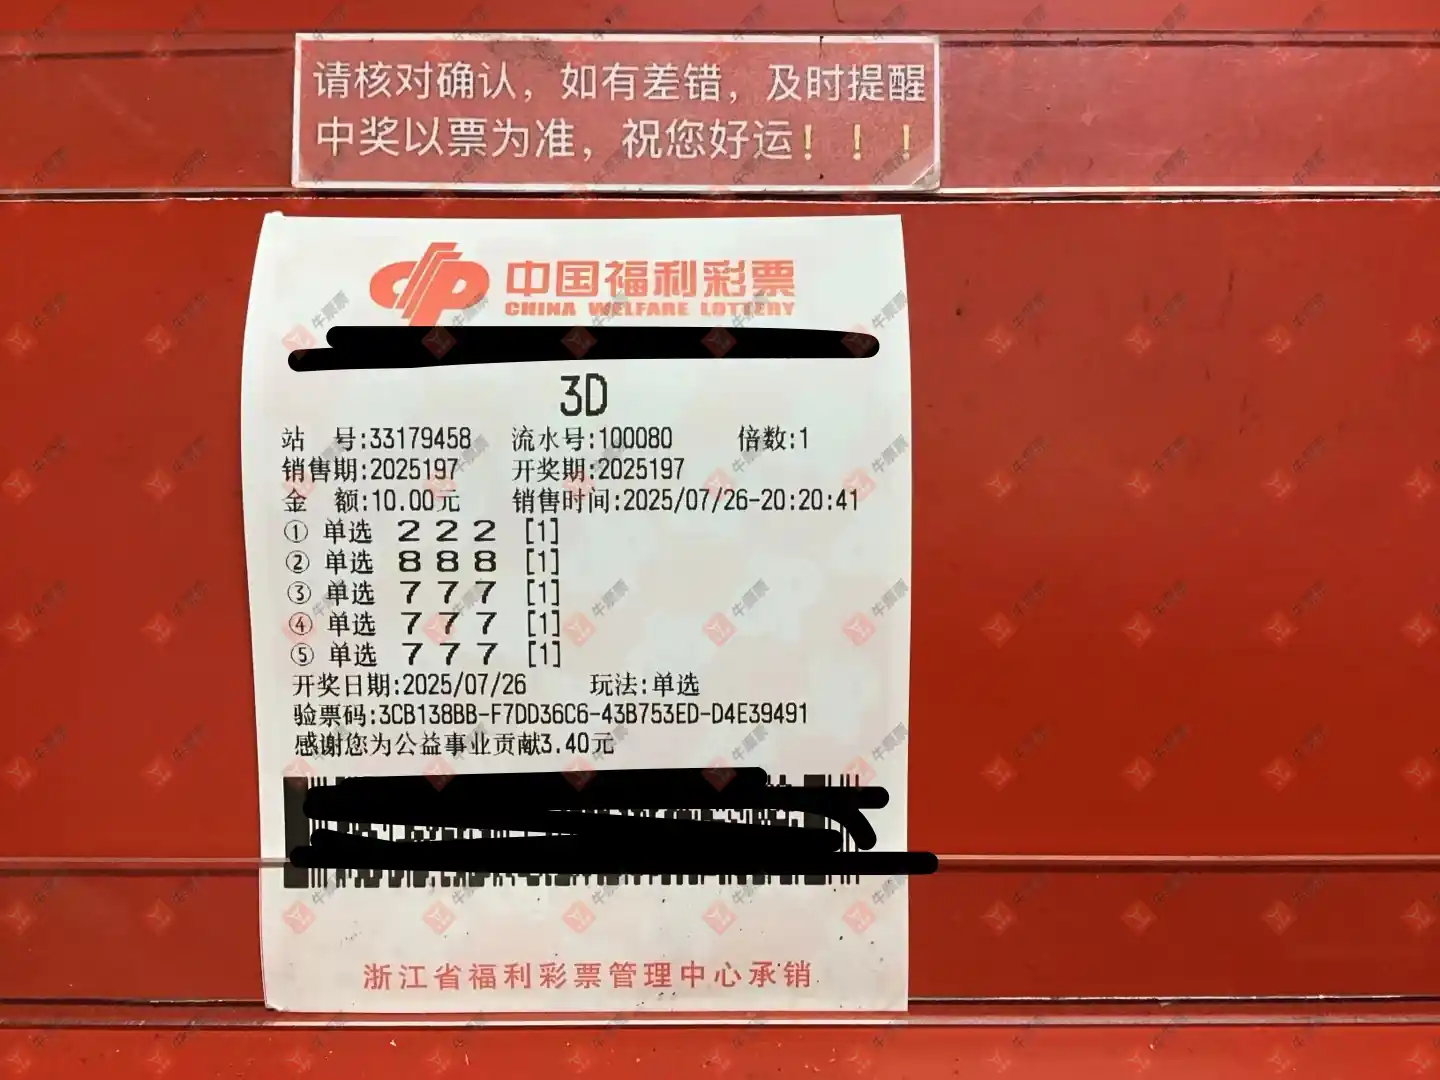 请核对确认，如有差错，及时提醒
中奖以票为准，祝您好运！！！
中国福利彩票
CHINA WELFARE LOTTERY
3D
站 号:33179458 流水号:100080 倍数:1
销售期:2025197 开奖期:2025197
金 额:10.00元 销售时间:2025/07/26-20:20:41
① 单选 2 2 2 [1]
② 单选 8 8 8 [1]
③ 单选 7 7 7 [1]
④ 单选 7 7 7 [1]
⑤ 单选 7 7 7 [1]
开奖日期:2025/07/26 玩法:单选
验票码:3CB138BB-F7DD36C6-43B753ED-D4E39491
感谢您为公益事业贡献3.40元
浙江省福利彩票管理中心承销